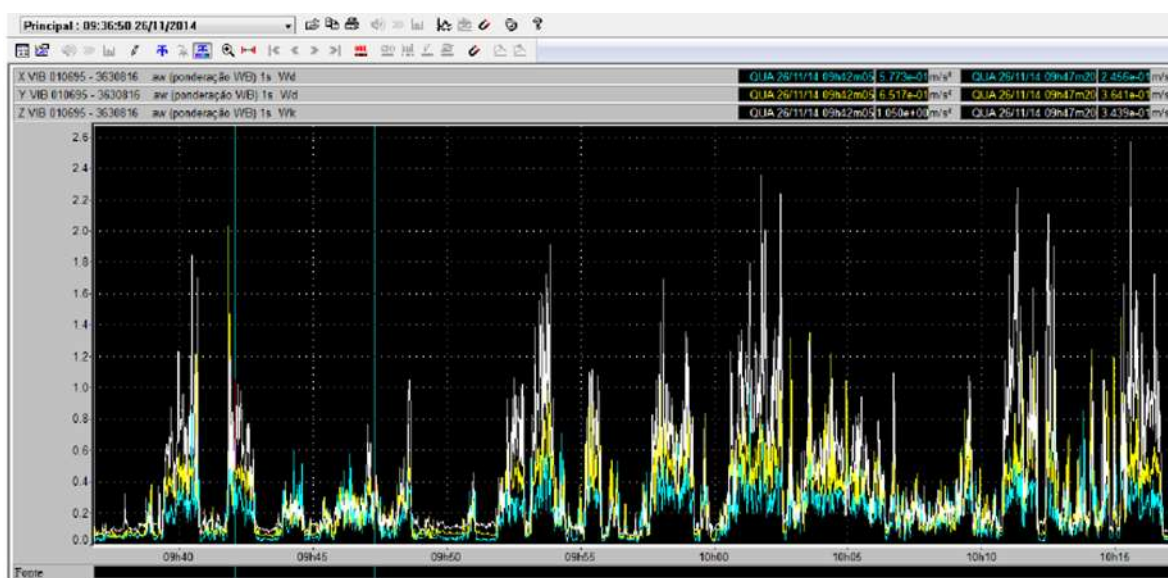 Principal : 09:36:50 26/11/2014
X VIB 010695 - 3630816 aw (ponderação WB) 1s Wd QUA 26/11/14 09h42m05 5.773e-01 m/s² QUA 26/11/14 09h47m20 2.456e-01 m/s
Y VIB 010695 - 3630816 aw (ponderação WB) 1s Wd QUA 26/11/14 09h42m05 6.517e-01 m/s² QUA 26/11/14 09h47m20 3.641e-01 m/s
Z VIB 010695 - 3630816 aw (ponderação WB) 1s Wk QUA 26/11/14 09h42m05 1.050e+00 m/s² QUA 26/11/14 09h47m20 3.439e-01 m/s
2.6
2.4
2.2
2.0
1.8
1.6
1.4
1.2
1.0
0.8
0.6
0.4
0.2
0.0
09h40 09h45 09h50 09h55 10h00 10h05 10h10 10h15
Fonte